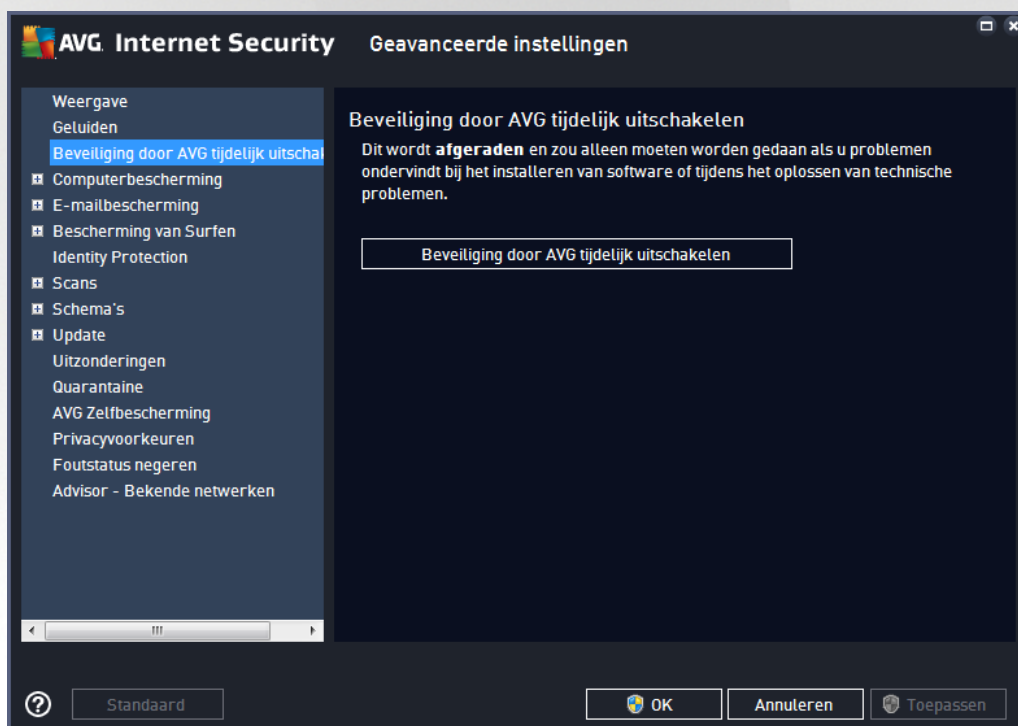 AVG. Internet Security Geavanceerde instellingen
Weergave
Geluiden
Beveiliging door AVG tijdelijk uitschal
Computerbescherming
E-mailbescherming
Bescherming van Surfen
Identity Protection
Scans
Schema's
Update
Uitzonderingen
Quarantaine
AVG Zelfbescherming
Privacyvoorkeuren
Foutstatus negeren
Advisor - Bekende netwerken
Beveiliging door AVG tijdelijk uitschakelen
Dit wordt afgeraden en zou alleen moeten worden gedaan als u problemen
ondervindt bij het installeren van software of tijdens het oplossen van technische
problemen.
Beveiliging door AVG tijdelijk uitschakelen
Standaard
OK
Annuleren
Toepassen